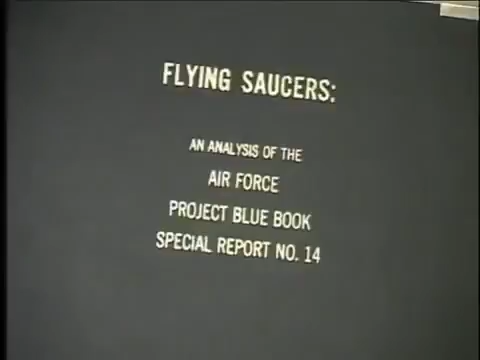 FLYING SAUCERS:
AN ANALYSIS OF THE
AIR FORCE
PROJECT BLUE BOOK
SPECIAL REPORT NO. 14